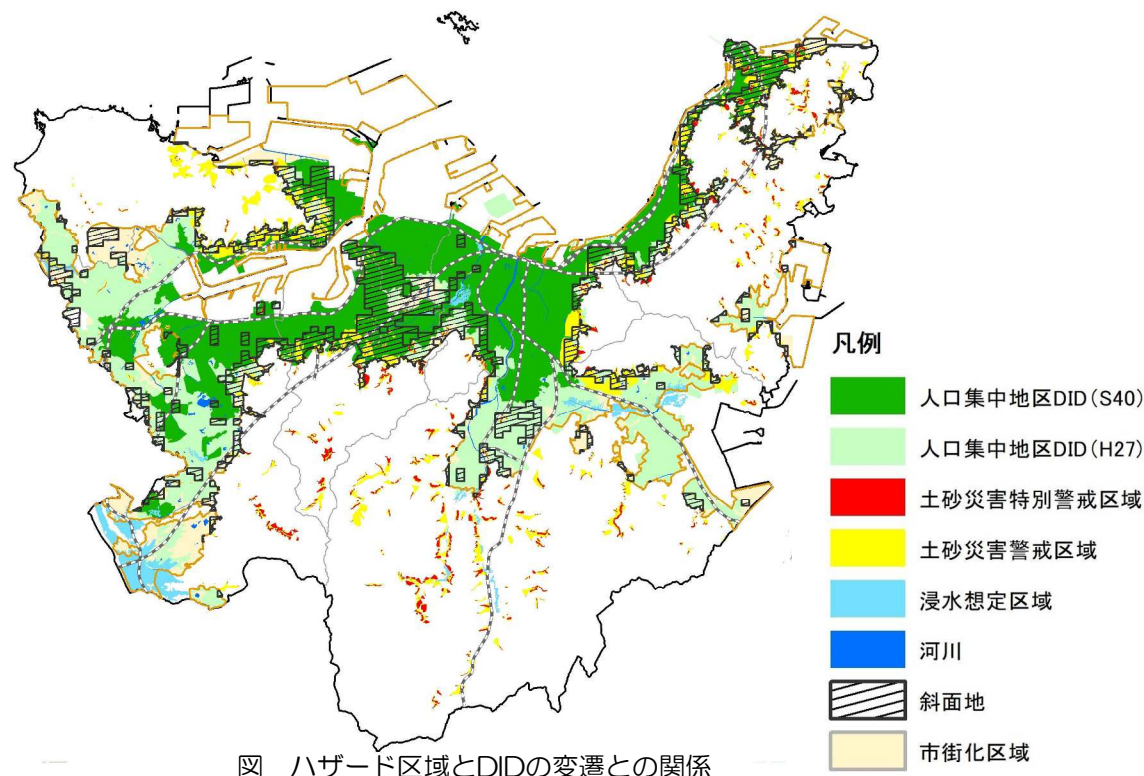 凡例
人口集中地区DID(S40)
人口集中地区DID(H27)
土砂災害特別警戒区域
土砂災害警戒区域
浸水想定区域
河川
斜面地
市街化区域
図 ハザード区域とDIDの変遷との関係